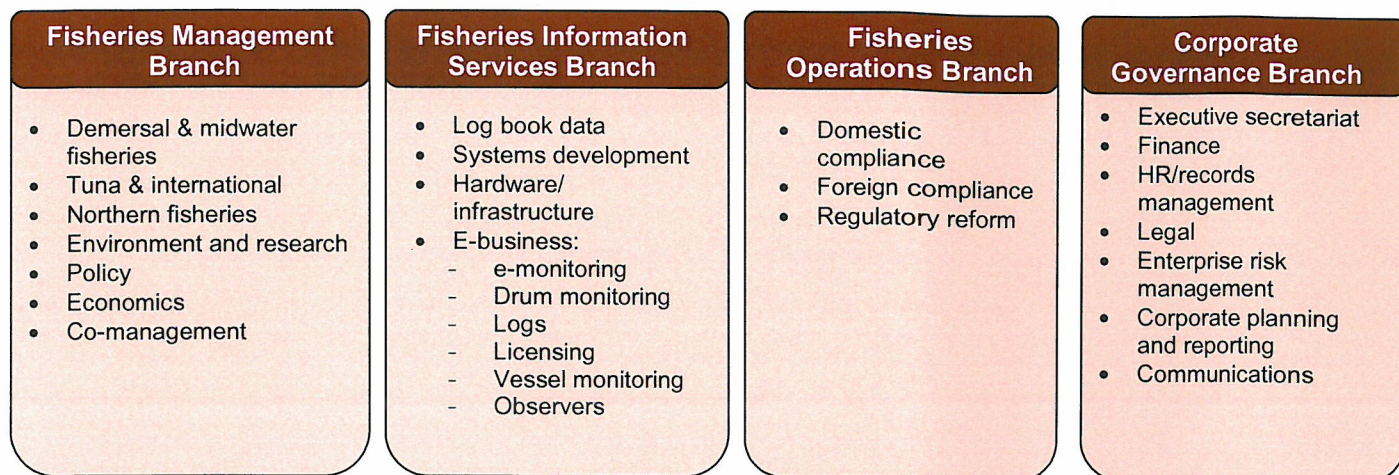 Fisheries Management
Branch
• Demersal & midwater
fisheries
• Tuna & international
• Northern fisheries
• Environment and research
• Policy
• Economics
• Co-management
Fisheries Information
Services Branch
• Log book data
• Systems development
• Hardware/
infrastructure
• E-business:
- e-monitoring
- Drum monitoring
- Logs
- Licensing
- Vessel monitoring
- Observers
Fisheries
Operations Branch
• Domestic
compliance
• Foreign compliance
• Regulatory reform
Corporate
Governance Branch
• Executive secretariat
• Finance
• HR/records
management
• Legal
• Enterprise risk
management
• Corporate planning
and reporting
• Communications